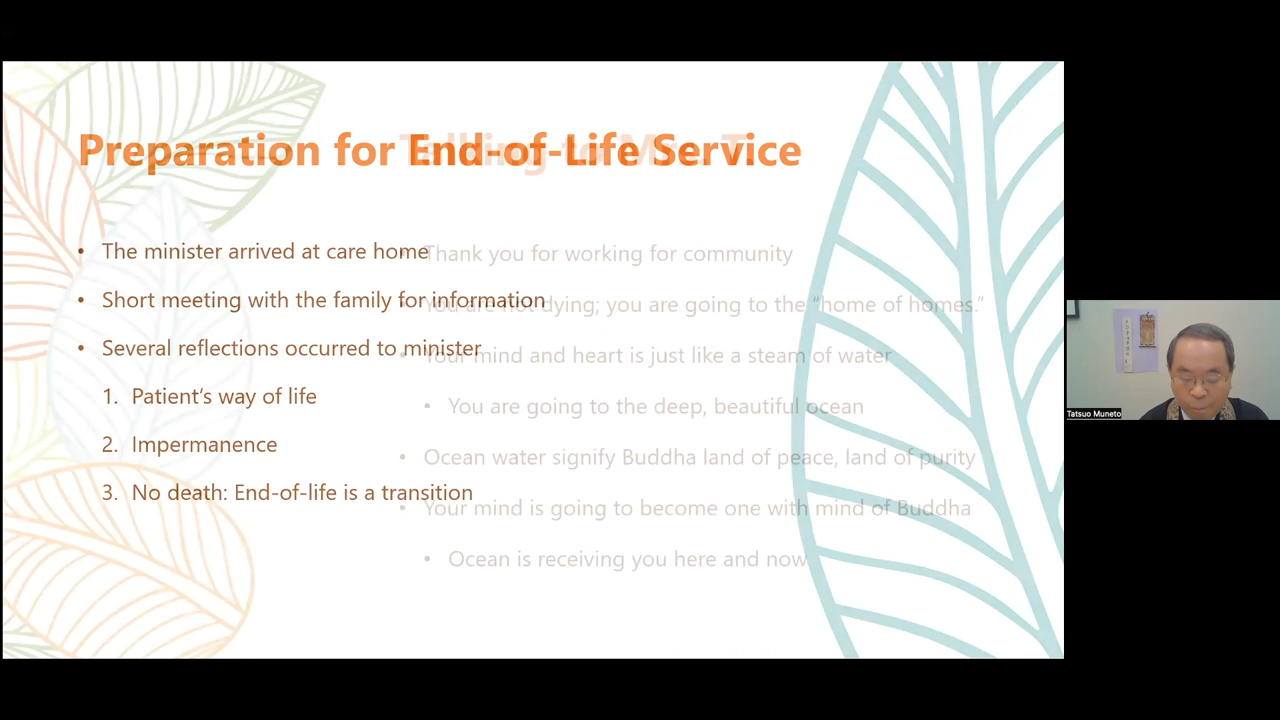 Preparation for End-of-Life Service
• The minister arrived at care home
• Short meeting with the family for information
• Several reflections occurred to minister
1. Patient's way of life
2. Impermanence
3. No death: End-of-life is a transition
Talking to Mrs. T.
• Thank you for working for community
• You are not dying; you are going to the “home of homes.”
• Your mind and heart is just like a steam of water
• You are going to the deep, beautiful ocean
• Ocean water signify Buddha land of peace, land of purity
• Your mind is going to become one with mind of Buddha
• Ocean is receiving you here and now
Tatsuo Muneto